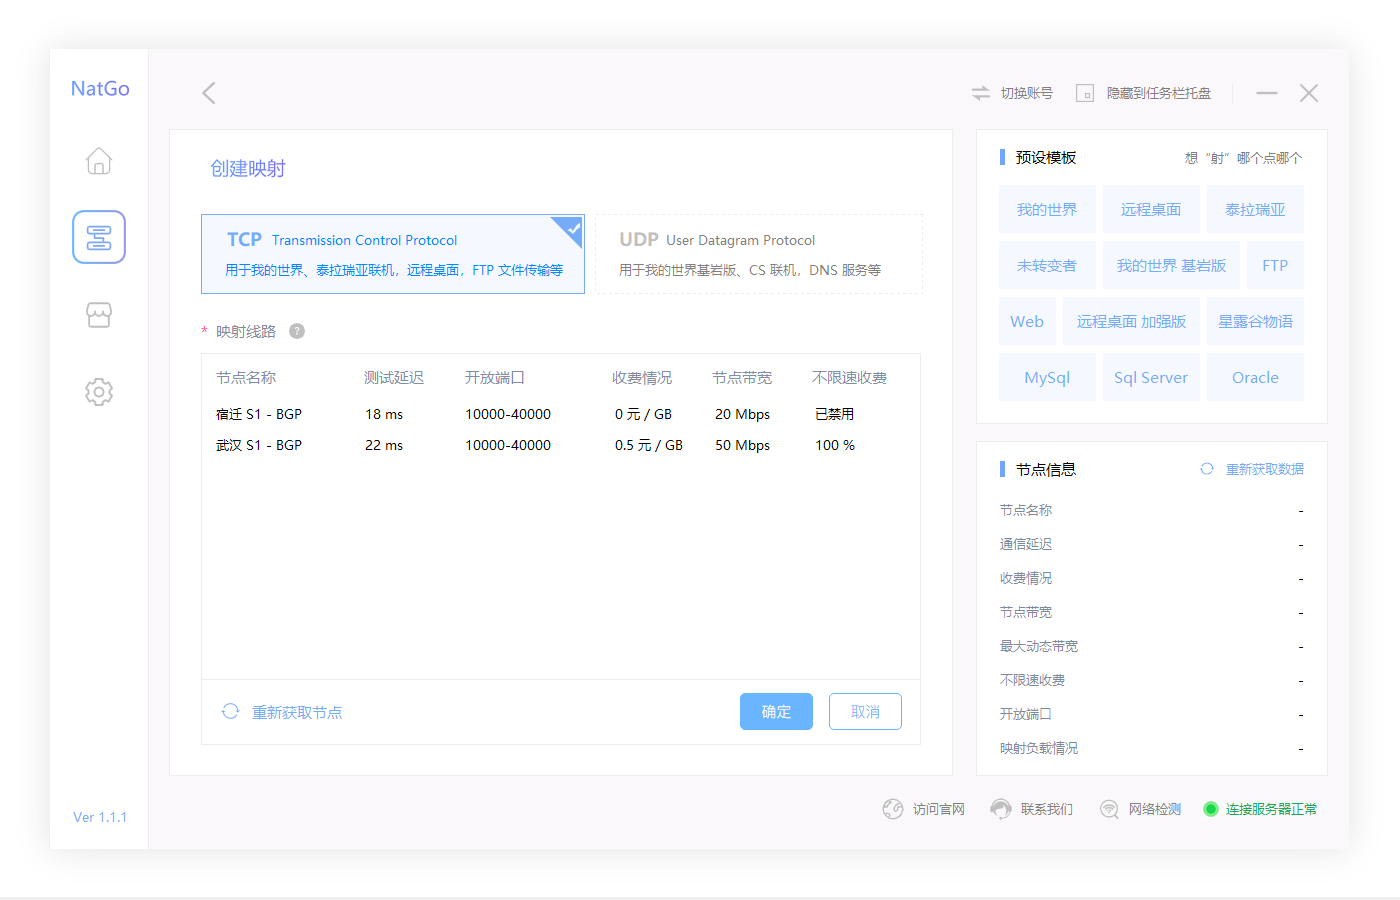 NatGo
切换账号
隐藏到任务栏托盘
创建映射
TCP Transmission Control Protocol
用于我的世界、泰拉瑞亚联机，远程桌面，FTP 文件传输等
UDP User Datagram Protocol
用于我的世界基岩版、CS 联机，DNS 服务等
* 映射线路 ?
节点名称 测试延迟 开放端口 收费情况 节点带宽 不限速收费
宿迁 S1 - BGP 18 ms 10000-40000 0 元 / GB 20 Mbps 已禁用
武汉 S1 - BGP 22 ms 10000-40000 0.5 元 / GB 50 Mbps 100 %
重新获取节点
确定
取消
预设模板 想“射”哪个点哪个
我的世界 远程桌面 泰拉瑞亚
未转变者 我的世界 基岩版 FTP
Web 远程桌面 加强版 星露谷物语
MySql Sql Server Oracle
节点信息 重新获取数据
节点名称 -
通信延迟 -
收费情况 -
节点带宽 -
最大动态带宽 -
不限速收费 -
开放端口 -
映射负载情况 -
Ver 1.1.1
访问官网
联系我们
网络检测
连接服务器正常